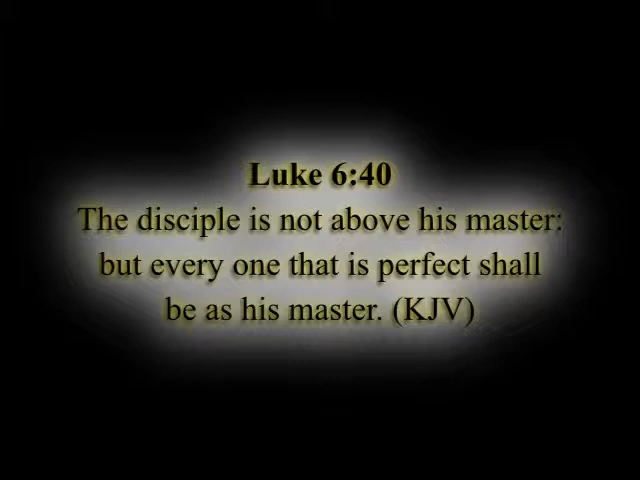 Luke 6:40
The disciple is not above his master:
but every one that is perfect shall
be as his master. (KJV)